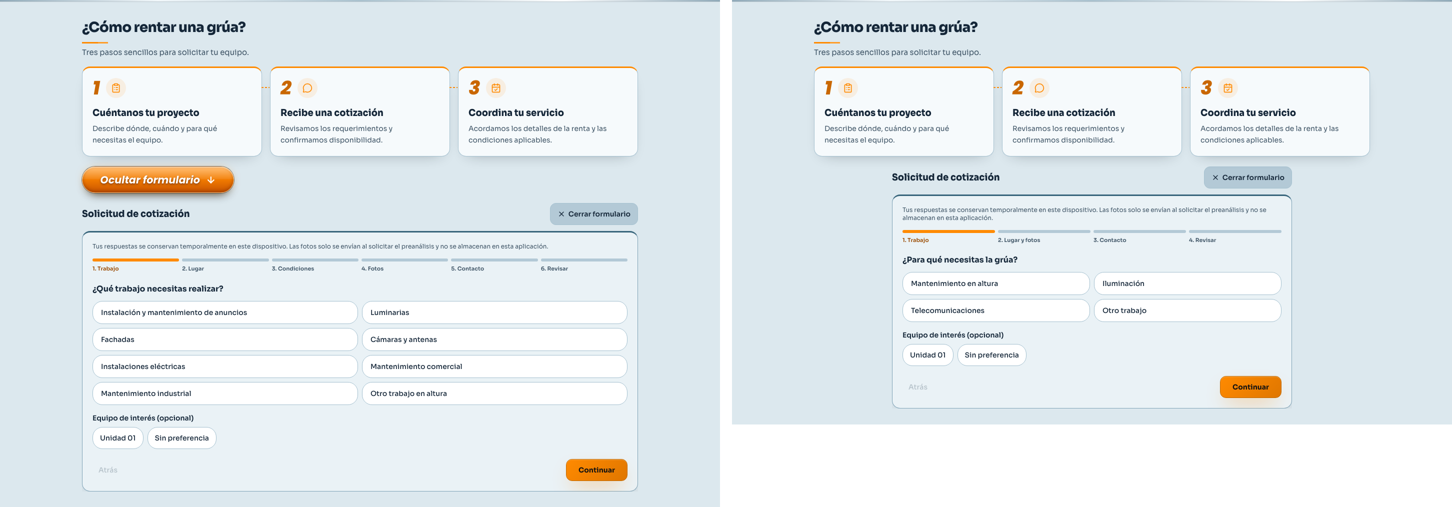 ¿Cómo rentar una grúa?
Tres pasos sencillos para solicitar tu equipo.
1
Cuéntanos tu proyecto
Describe dónde, cuándo y para qué
necesitas el equipo.
2
Recibe una cotización
Revisamos los requerimientos y
confirmamos disponibilidad.
3
Coordina tu servicio
Acordamos los detalles de la renta y las
condiciones aplicables.
Ocultar formulario ↓
Solicitud de cotización
× Cerrar formulario
Tus respuestas se conservan temporalmente en este dispositivo. Las fotos solo se envían al solicitar el preanálisis y no se almacenan en esta aplicación.
1. Trabajo
2. Lugar
3. Condiciones
4. Fotos
5. Contacto
6. Revisar
¿Qué trabajo necesitas realizar?
Instalación y mantenimiento de anuncios
Luminarias
Fachadas
Cámaras y antenas
Instalaciones eléctricas
Mantenimiento comercial
Mantenimiento industrial
Otro trabajo en altura
Equipo de interés (opcional)
Unidad 01
Sin preferencia
Atrás
Continuar
¿Cómo rentar una grúa?
Tres pasos sencillos para solicitar tu equipo.
1
Cuéntanos tu proyecto
Describe dónde, cuándo y para qué
necesitas el equipo.
2
Recibe una cotización
Revisamos los requerimientos y
confirmamos disponibilidad.
3
Coordina tu servicio
Acordamos los detalles de la renta y las
condiciones aplicables.
Solicitud de cotización
× Cerrar formulario
Tus respuestas se conservan temporalmente en este dispositivo. Las fotos solo se envían al solicitar el preanálisis y no se
almacenan en esta aplicación.
1. Trabajo
2. Lugar y fotos
3. Contacto
4. Revisar
¿Para qué necesitas la grúa?
Mantenimiento en altura
Iluminación
Telecomunicaciones
Otro trabajo
Equipo de interés (opcional)
Unidad 01
Sin preferencia
Atrás
Continuar